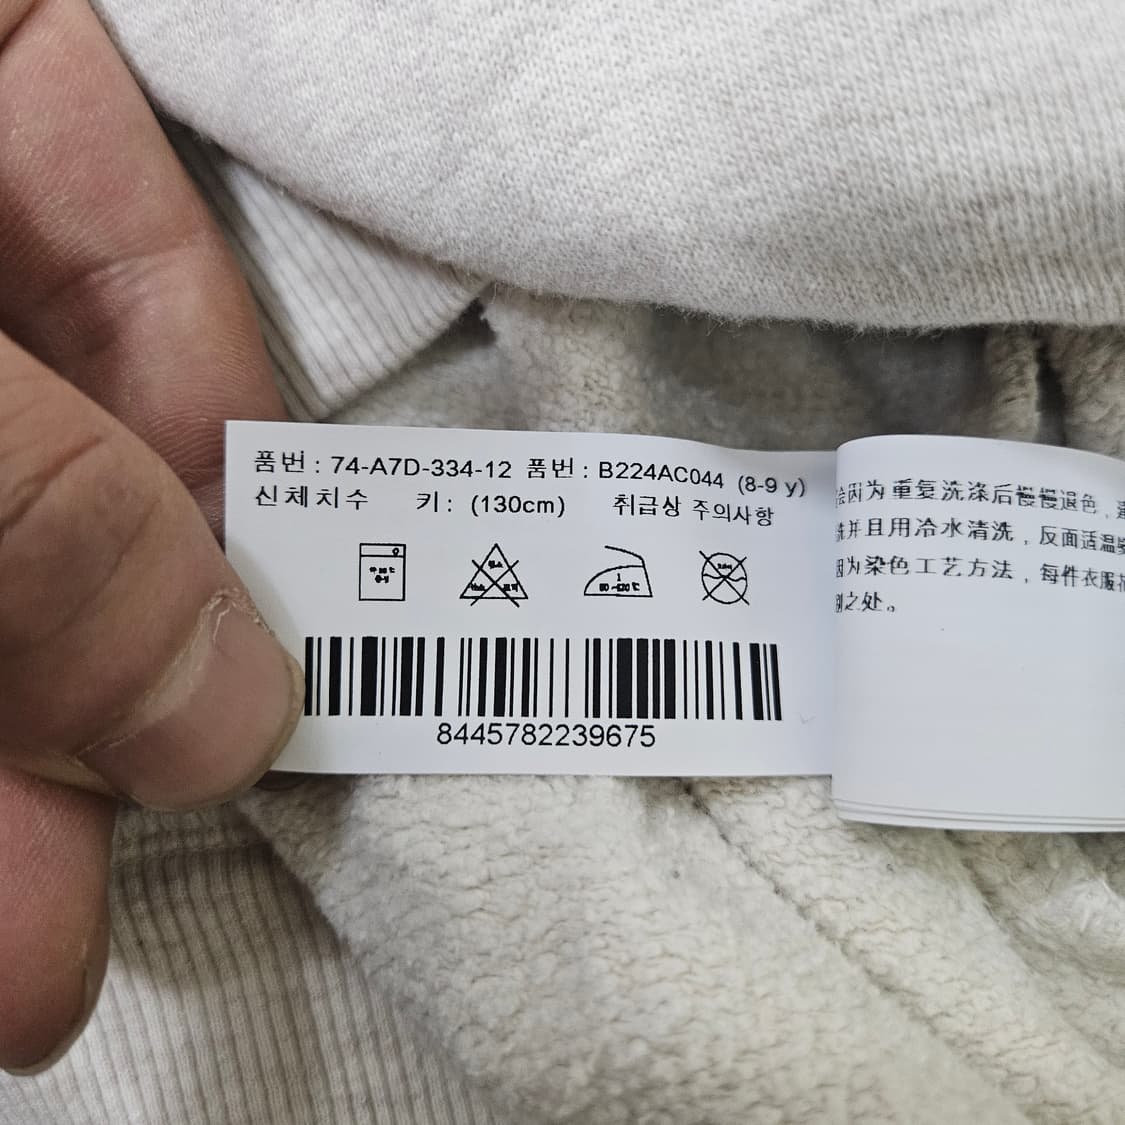 품번 : 74-A7D-334-12 품번 : B224AC044 (8-9 y)
신체치수 키 : (130cm) 취급상 주의사항
8445782239675
因为重复洗涤后慢慢退色 ,
并且用冷水清洗 , 反面适温
为染色工艺方法 , 每件衣服
之处。